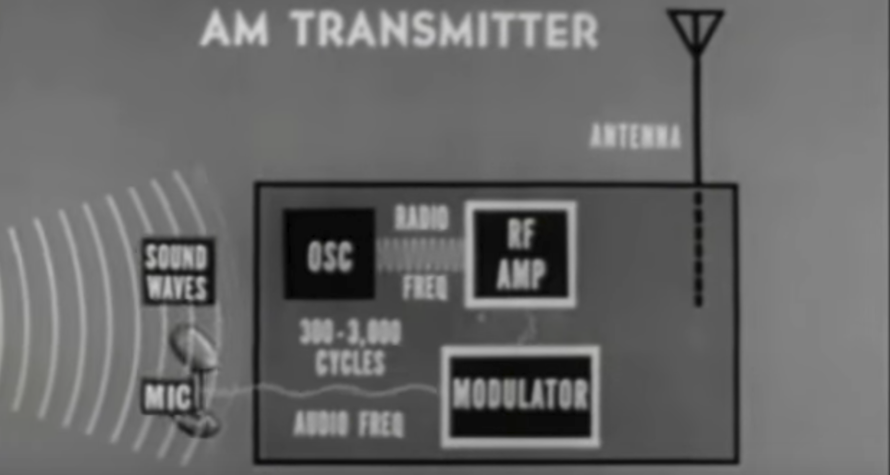 AM TRANSMITTER
ANTENNA
SOUND
WAVES
OSC
RADIO
FREQ
RF
AMP
300-3,000
CYCLES
MIC
AUDIO FREQ
MODULATOR